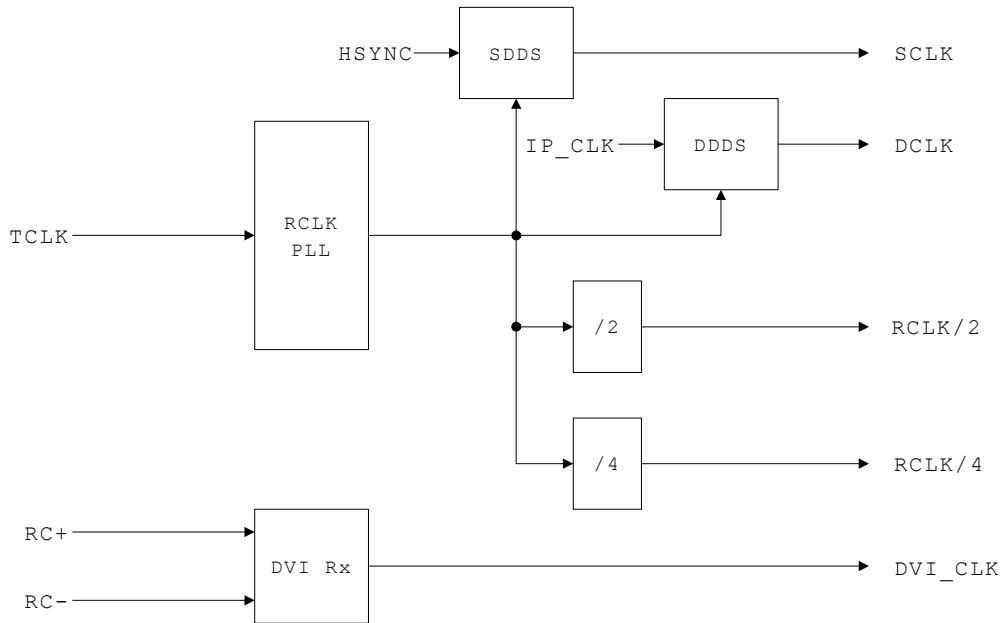 HSYNC
SDDS
SCLK
IP_CLK
DDDS
DCLK
TCLK
RCLK
PLL
/2
RCLK/2
/4
RCLK/4
RC+
DVI Rx
DVI_CLK
RC-